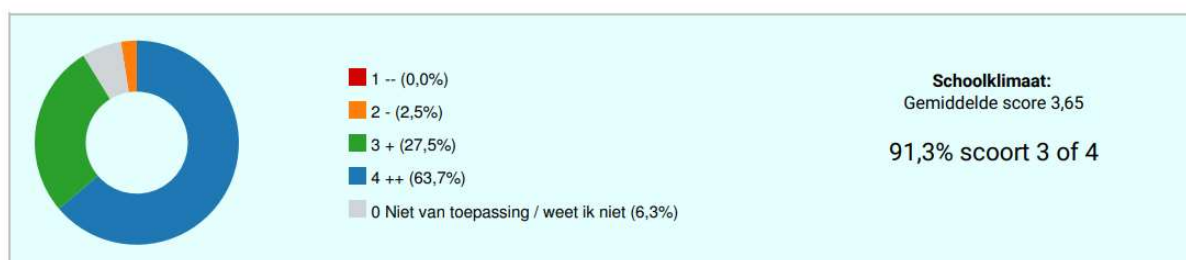 1 -- (0,0%)
2 - (2,5%)
3 + (27,5%)
4 ++ (63,7%)
0 Niet van toepassing / weet ik niet (6,3%)
Schoolklimaat:
Gemiddelde score 3,65
91,3% scoort 3 of 4